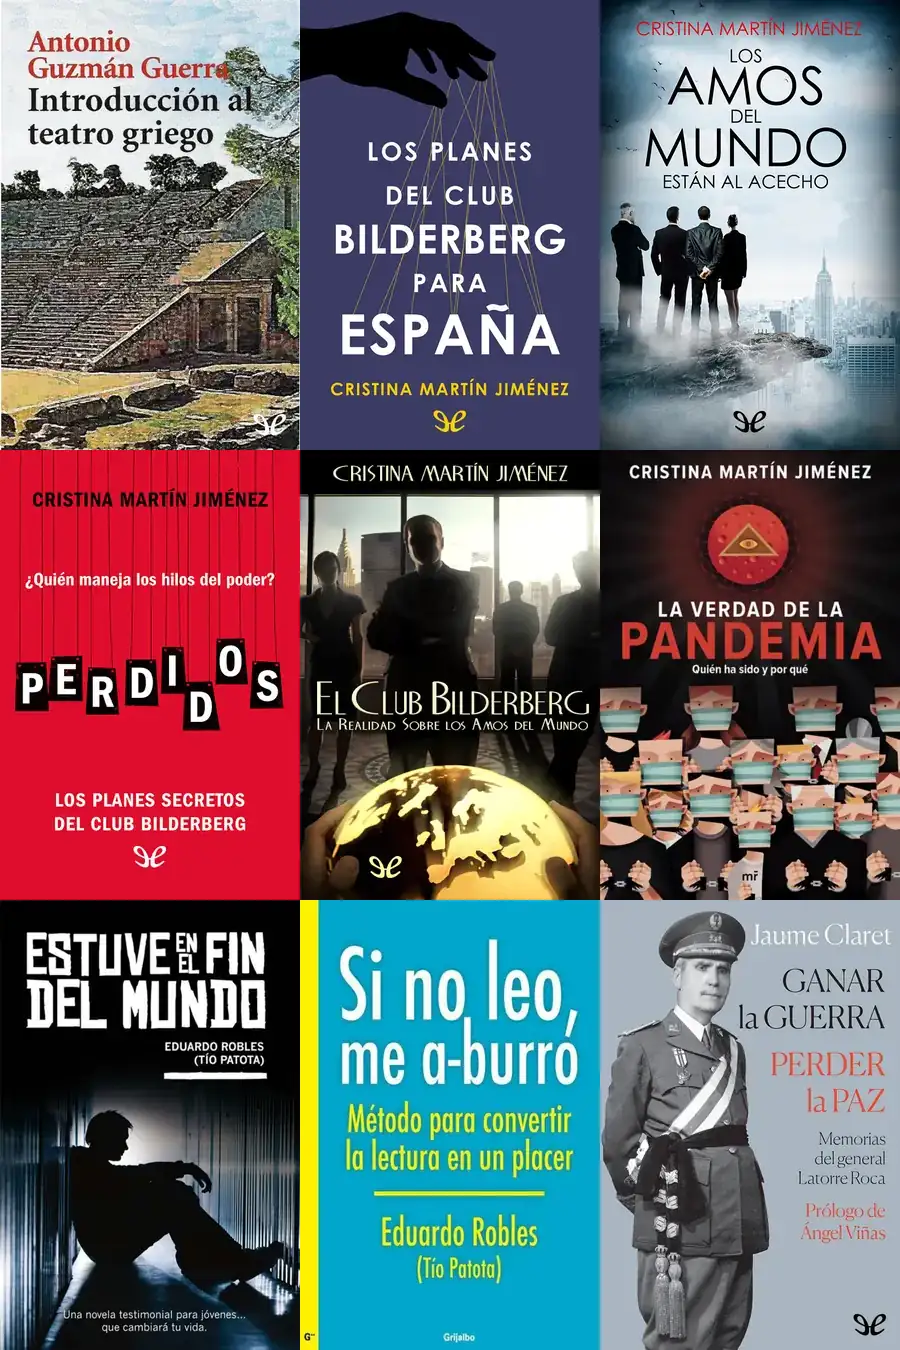 Antonio
Guzmán Guerra
Introducción al
teatro griego
LOS PLANES
DEL CLUB
BILDERBERG
PARA
ESPAÑA
CRISTINA MARTÍN JIMÉNEZ
CRISTINA MARTÍN JIMÉNEZ
LOS
AMOS
DEL
MUNDO
ESTÁN AL ACECHO
CRISTINA MARTÍN JIMÉNEZ
¿Quién maneja los hilos del poder?
PERDIDOS
LOS PLANES SECRETOS
DEL CLUB BILDERBERG
CRISTINA MARTÍN JIMÉNEZ
EL CLUB BILDERBERG
LA REALIDAD SOBRE LOS AMOS DEL MUNDO
CRISTINA MARTÍN JIMÉNEZ
LA VERDAD DE LA
PANDEMIA
Quién ha sido y por qué
mr
ESTUVE EN EL FIN
DEL MUNDO
EDUARDO ROBLES
(TÍO PATOTA)
Una novela testimonial para jóvenes...
que cambiará tu vida.
Si no leo,
me a-burro
Método para convertir
la lectura en un placer
Eduardo Robles
(Tío Patota)
Grijalbo
Jaume Claret
GANAR
la GUERRA
PERDER
la PAZ
Memorias
del general
Latorre Roca
Prólogo de
Ángel Viñas